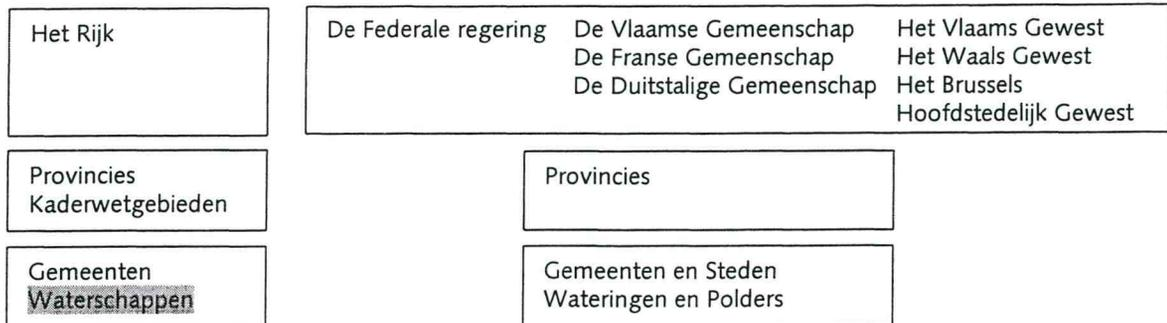 Het Rijk
De Federale regering
De Vlaamse Gemeenschap
De Franse Gemeenschap
De Duitstalige Gemeenschap
Het Vlaams Gewest
Het Waals Gewest
Het Brussels
Hoofdstedelijk Gewest
Provincies
Kaderwetgebieden
Provincies
Gemeenten
Waterschappen
Gemeenten en Steden
Wateringen en Polders